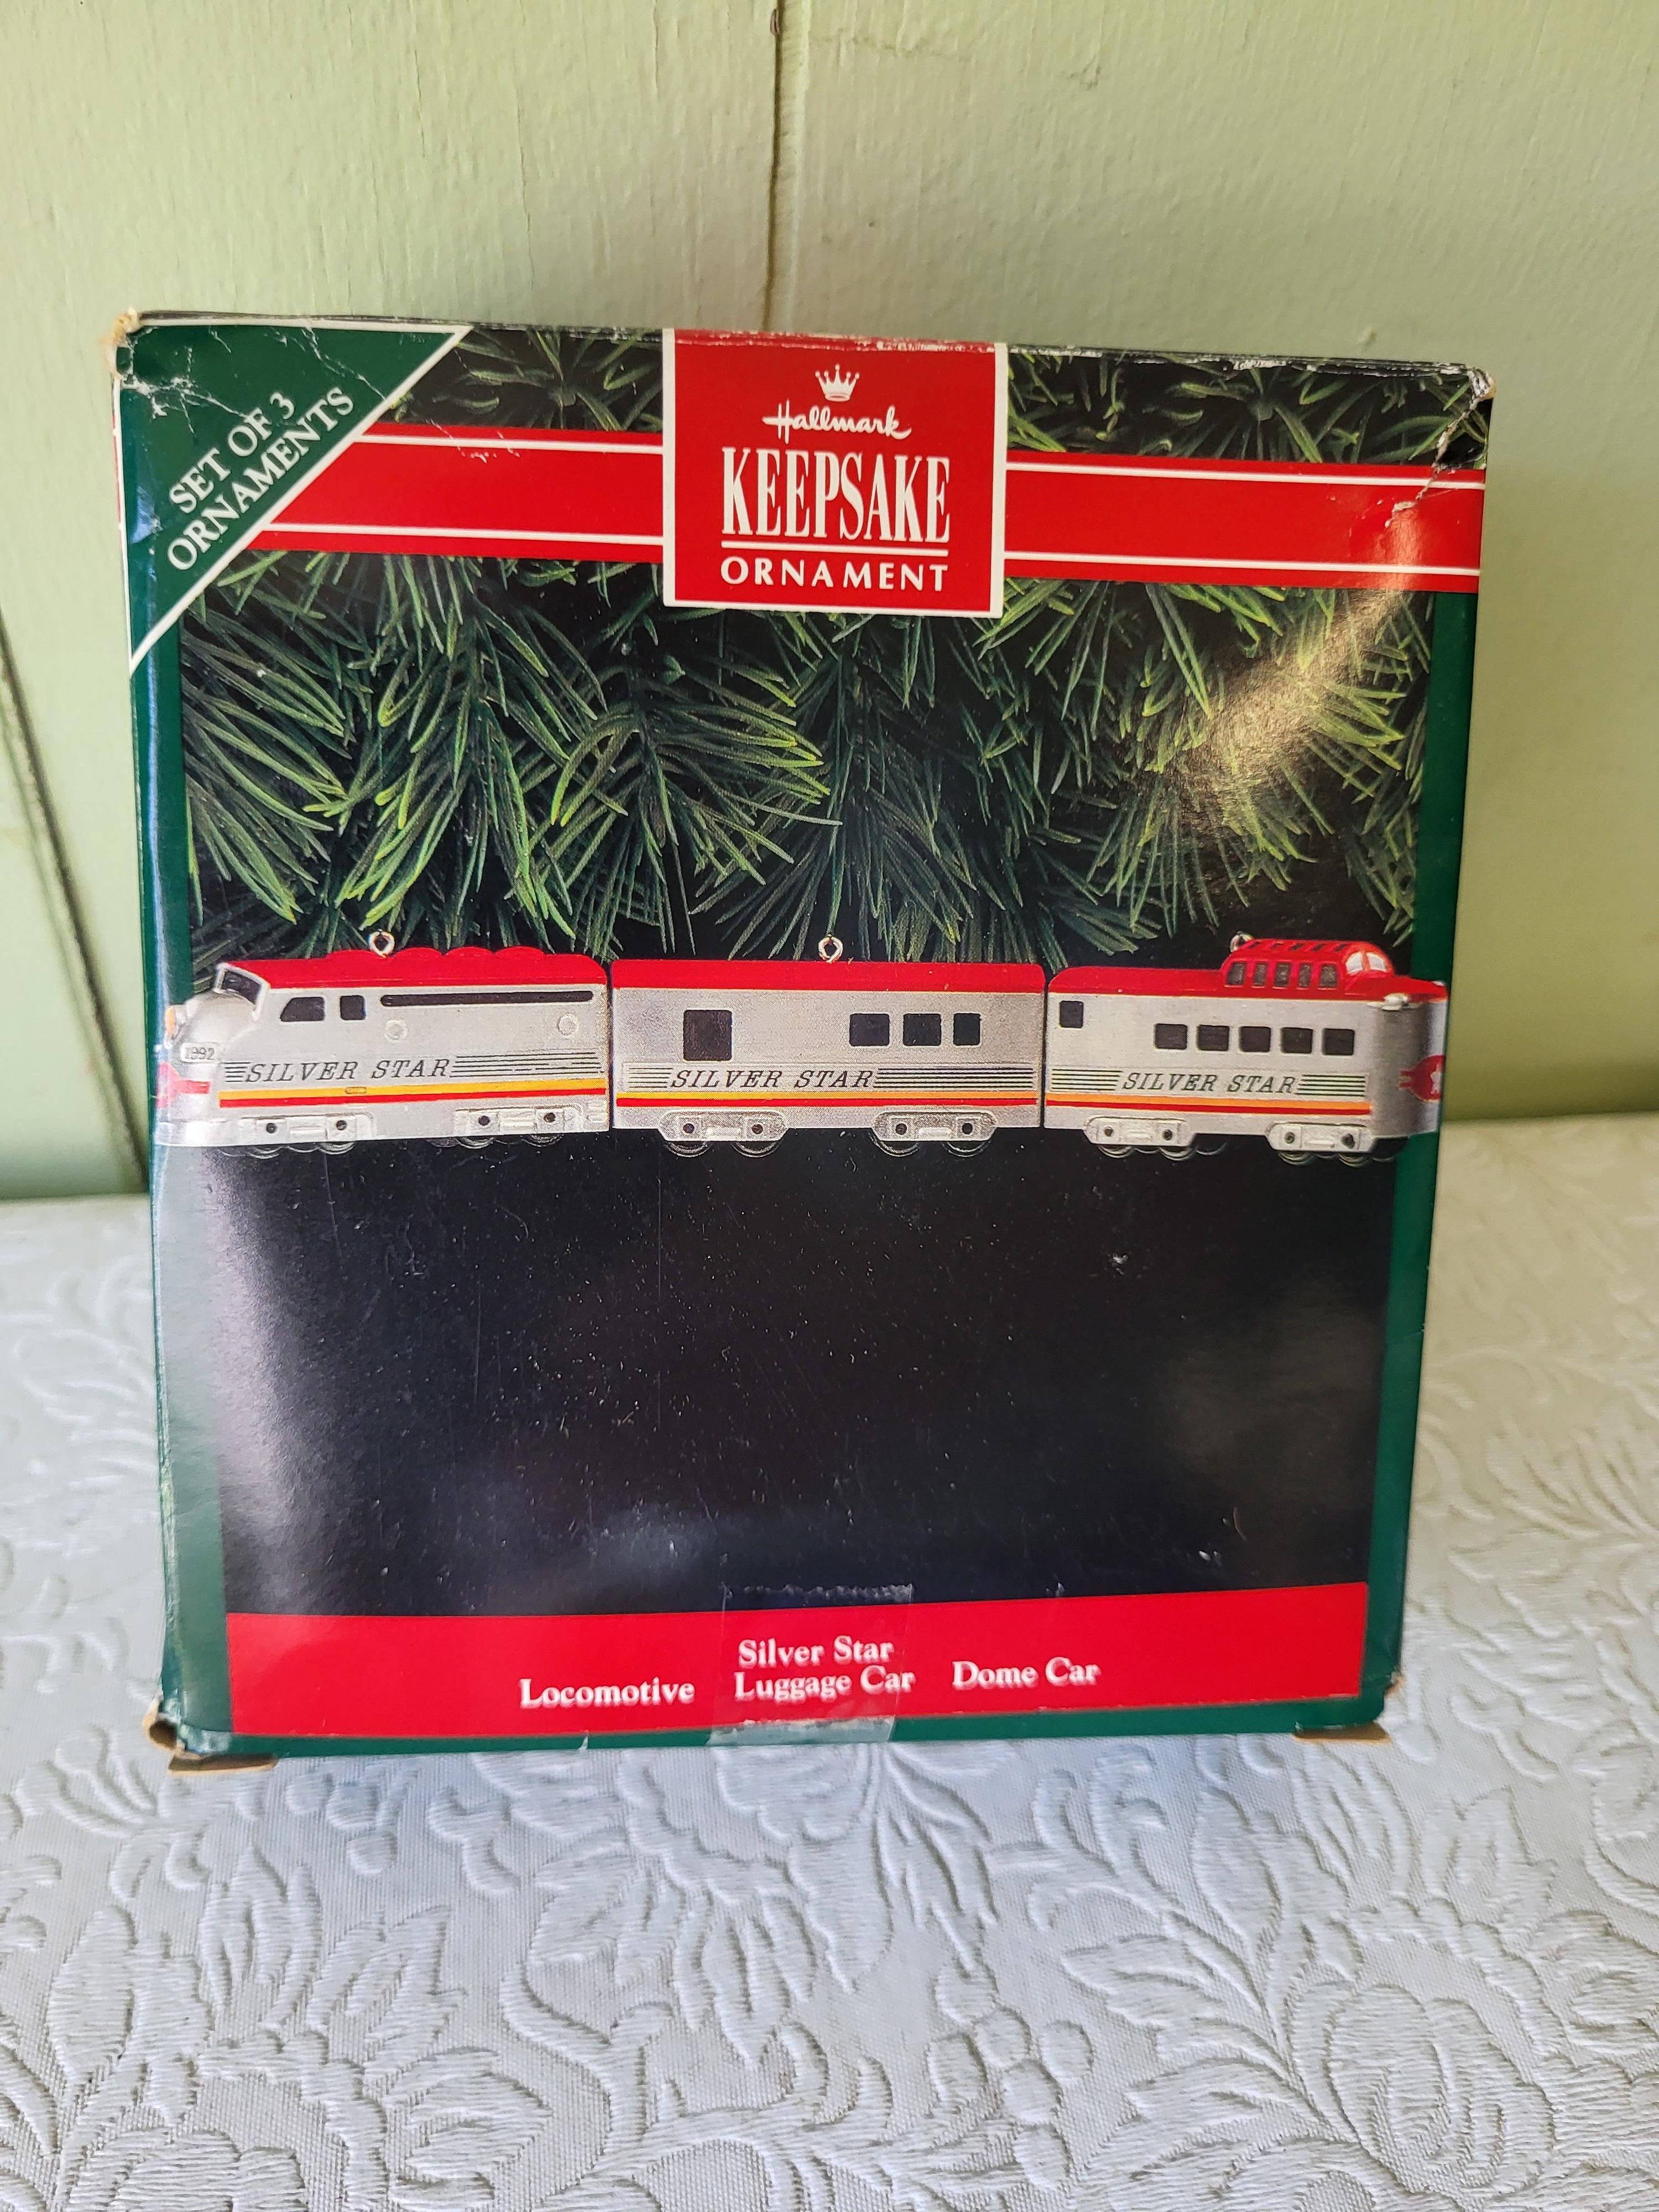 SET OF 3
ORNAMENTS
Hallmark
KEEPSAKE
ORNAMENT
1992
SILVER STAR
SILVER STAR
SILVER STAR
Silver Star
Locomotive Luggage Car Dome Car